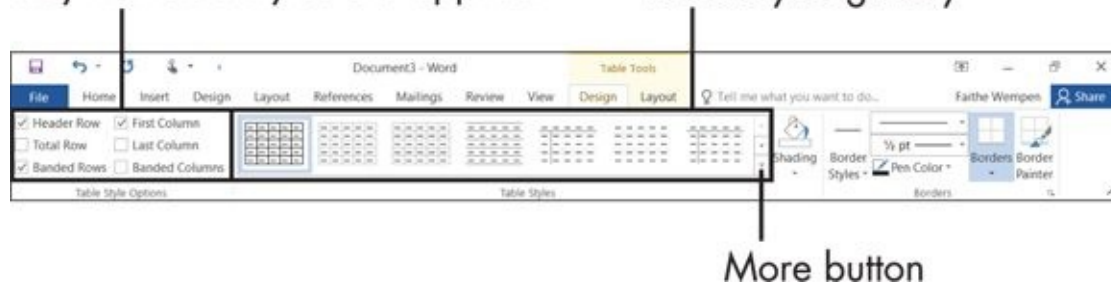 Document3 - Word
Table Tools
File Home Insert Design Layout References Mailings Review View Design Layout Tell me what you want to do... Faithe Wempen Share
Header Row First Column
Total Row Last Column
Banded Rows Banded Columns
Shading
Border Styles
½ pt
Pen Color
Borders
Border Painter
Table Style Options Table Styles Borders
More button